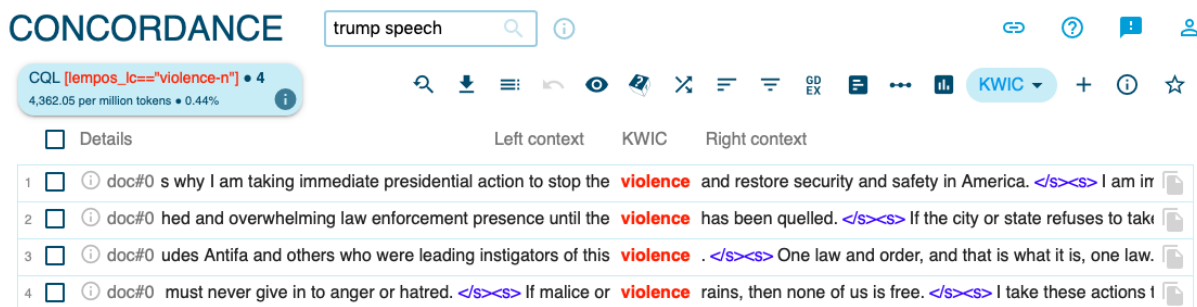 CONCORDANCE
trump speech
CQL [lempos_lc=="violence-n"] • 4
4,362.05 per million tokens • 0.44%
GD
EX
KWIC
Details Left context KWIC Right context
1 doc#0 s why I am taking immediate presidential action to stop the violence and restore security and safety in America. </s><s> I am im
2 doc#0 hed and overwhelming law enforcement presence until the violence has been quelled. </s><s> If the city or state refuses to take
3 doc#0 udes Antifa and others who were leading instigators of this violence . </s><s> One law and order, and that is what it is, one law.
4 doc#0 must never give in to anger or hatred. </s><s> If malice or violence rains, then none of us is free. </s><s> I take these actions t